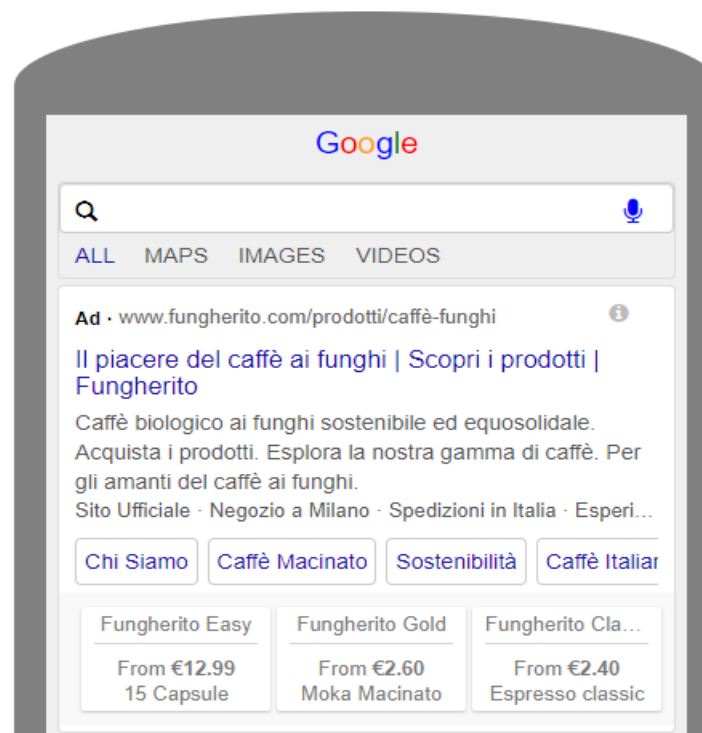 Google
ALL MAPS IMAGES VIDEOS
Ad · www.fungherito.com/prodotti/caffè-funghi
Il piacere del caffè ai funghi | Scopri i prodotti |
Fungherito
Caffè biologico ai funghi sostenibile ed equosolidale.
Acquista i prodotti. Esplora la nostra gamma di caffè. Per
gli amanti del caffè ai funghi.
Sito Ufficiale · Negozio a Milano · Spedizioni in Italia · Esperi...
Chi Siamo Caffè Macinato Sostenibilità Caffè Italiar
Fungherito Easy Fungherito Gold Fungherito Cla...
From €12.99 From €2.60 From €2.40
15 Capsule Moka Macinato Espresso classic